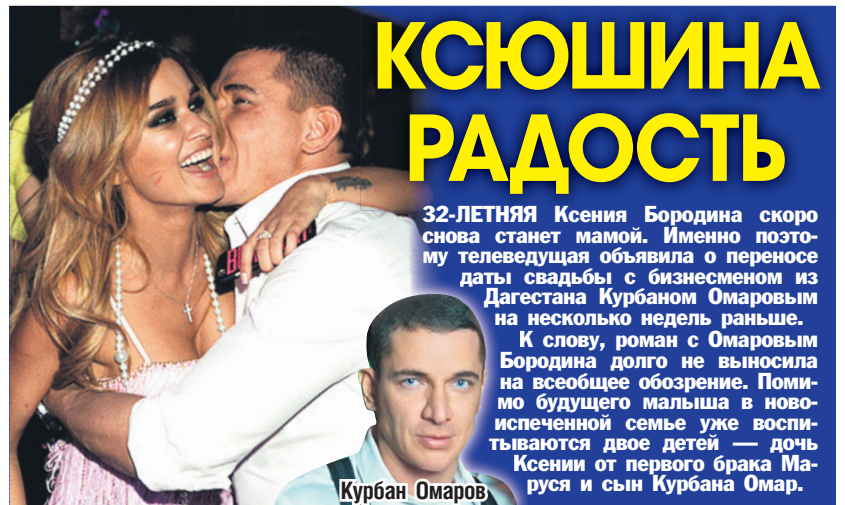 КСЮШИНА
РАДОСТЬ
32-ЛЕТНЯЯ Ксения Бородина скоро
снова станет мамой. Именно поэто-
му телеведущая объявила о переносе
даты свадьбы с бизнесменом из
Дагестана Курбаном Омаровым
на несколько недель раньше.
К слову, роман с Омаровым
Бородина долго не выносила
на всеобщее обозрение. Поми-
мо будущего малыша в ново-
испеченной семье уже воспи-
тываются двое детей — дочь
Ксении от первого брака Ма-
руся и сын Курбана Омар.
Курбан Омаров